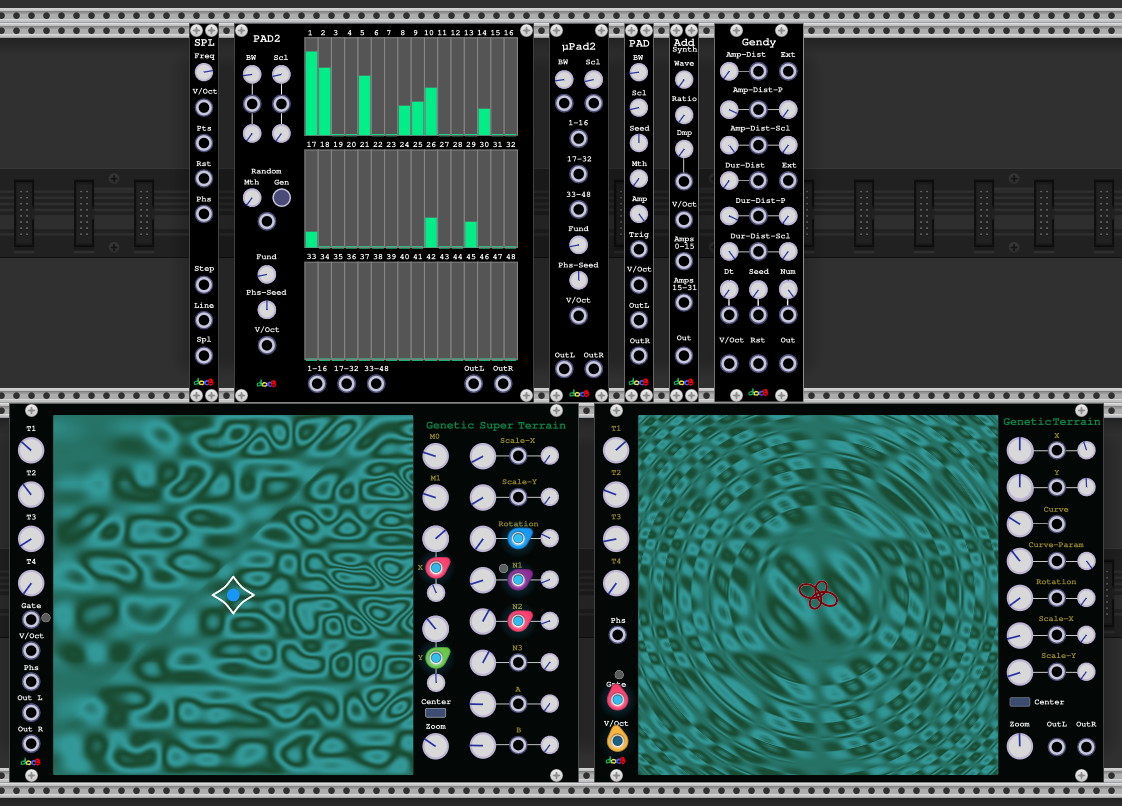 SPL
Freq
V/Oct
Pts
Rst
Phs
Step
Line
Spl
docB
PAD2
BW Scl
Random
Mth Gen
Fund
Phs-Seed
V/Oct
docB
1 2 3 4 5 6 7 8 9 10 11 12 13 14 15 16
17 18 19 20 21 22 23 24 25 26 27 28 29 30 31 32
33 34 35 36 37 38 39 40 41 42 43 44 45 46 47 48
1-16 17-32 33-48 OutL OutR
µPad2
BW Scl
1-16
17-32
33-48
Fund
Phs-Seed
V/Oct
OutL OutR
docB
PAD
BW
Scl
Seed
Mth
Amp
Trig
V/Oct
OutL
OutR
docB
Add
Synth
Wave
Ratio
Dmp
V/Oct
Amps
0-15
Amps
15-31
Out
docB
Gendy
Amp-Dist Ext
Amp-Dist-P
Amp-Dist-Scl
Dur-Dist Ext
Dur-Dist-P
Dur-Dist-Scl
Dt Seed Num
V/Oct Rst Out
docB
T1
T2
T3
T4
Gate
V/Oct
Phs
Out L
Out R
docB
Genetic Super Terrain
M0
M1
X
Y
Center
Zoom
Scale-X
Scale-Y
Rotation
N1
N2
N3
A
B
T1
T2
T3
T4
Phs
Gate
V/Oct
docB
GeneticTerrain
X
Y
Curve
Curve-Param
Rotation
Scale-X
Scale-Y
Center
Zoom OutL OutR